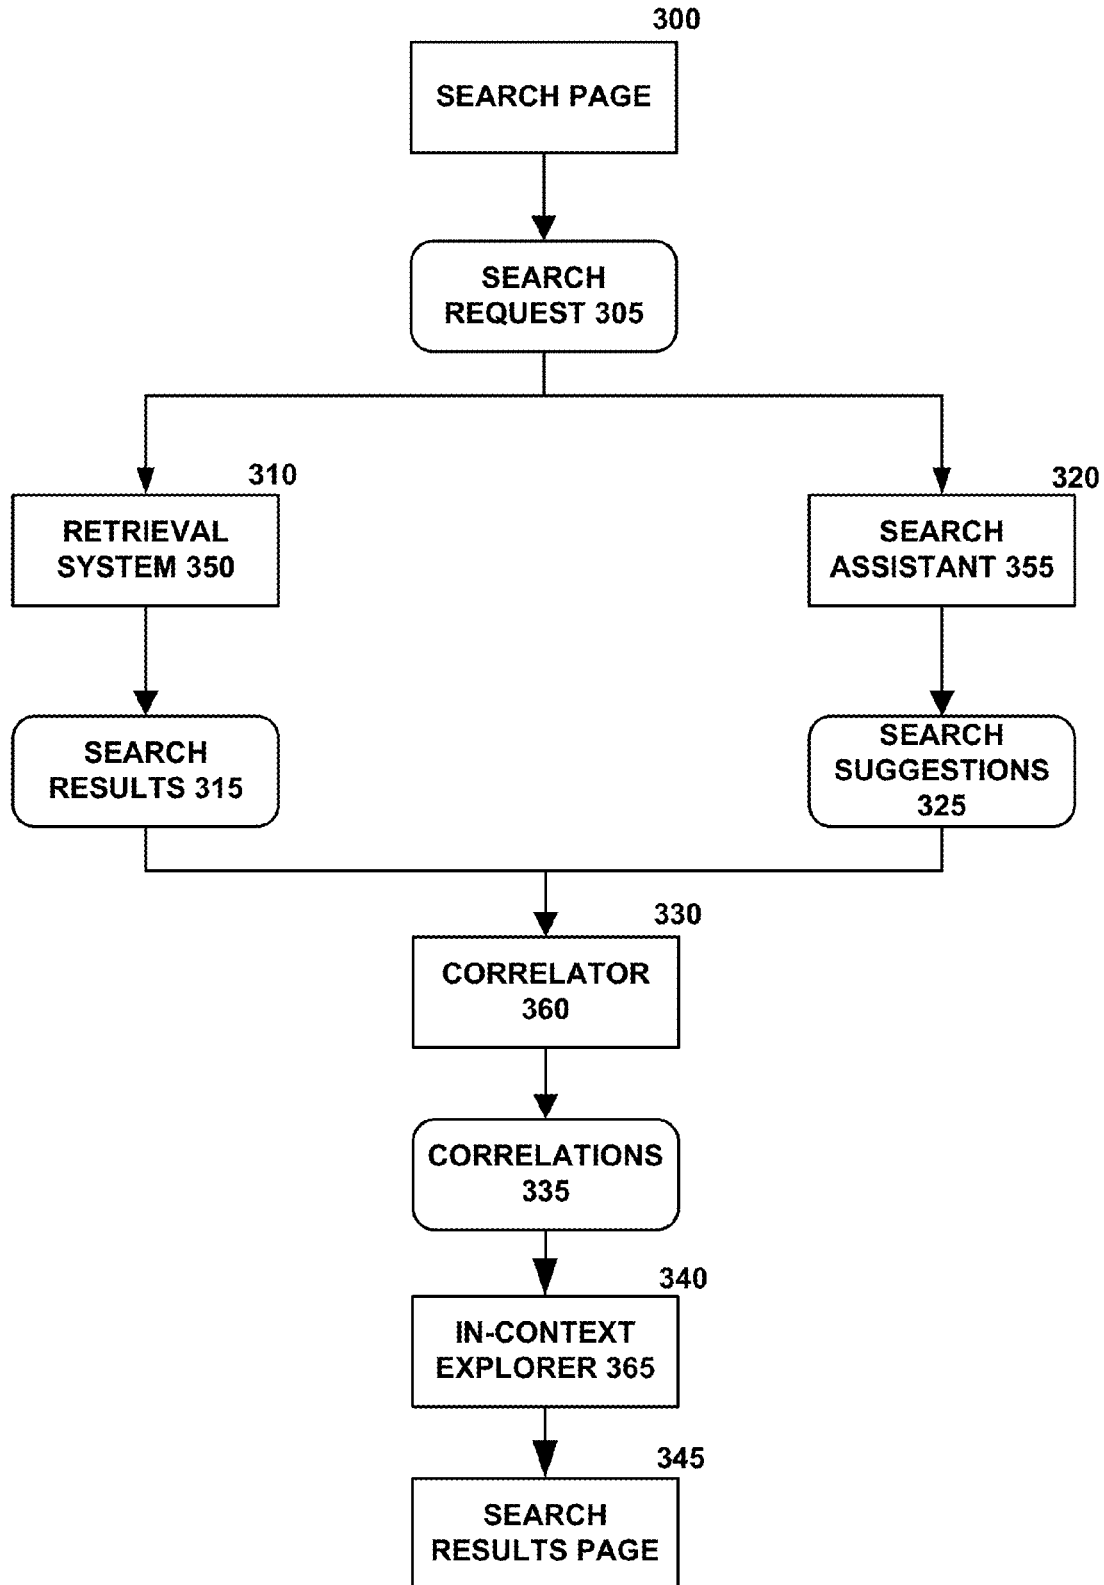 300
SEARCH PAGE
SEARCH
REQUEST 305
310
RETRIEVAL
SYSTEM 350
320
SEARCH
ASSISTANT 355
SEARCH
RESULTS 315
SEARCH
SUGGESTIONS
325
330
CORRELATOR
360
CORRELATIONS
335
340
IN-CONTEXT
EXPLORER 365
345
SEARCH
RESULTS PAGE